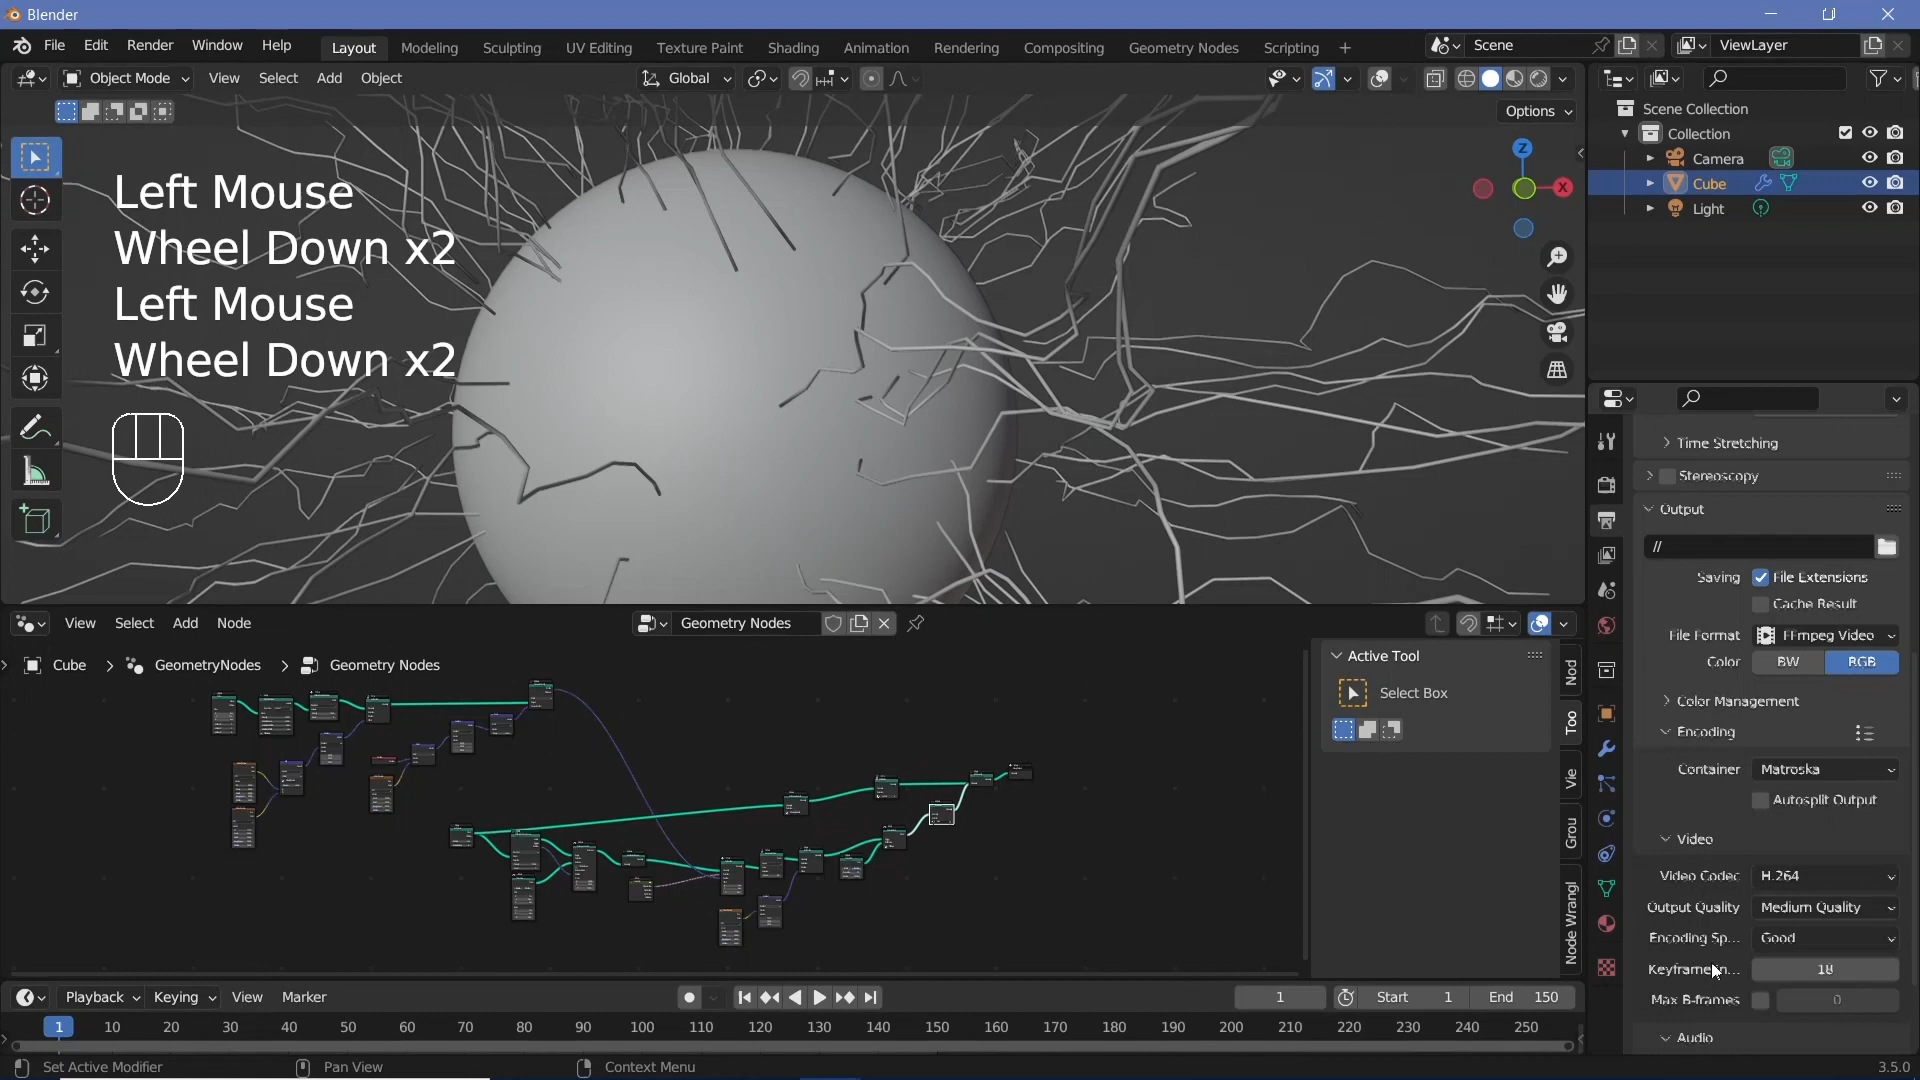 Blender
File Edit Render Window Help
Layout Modeling Sculpting UV Editing Texture Paint Shading Animation Rendering Compositing Geometry Nodes Scripting +
Scene
ViewLayer
Object Mode View Select Add Object
Global
Options
Z
X
Left Mouse
Wheel Down x2
Left Mouse
Wheel Down x2
Scene Collection
Collection
Camera
Cube
Light
Time Stretching
Stereoscopy
Output
//
Saving File Extensions
Cache Result
File Format FFmpeg Video
Color BW RGB
Color Management
Encoding
Container Matroska
Autosplit Output
Video
Video Codec H.264
Output Quality Medium Quality
Encoding Sp... Good
Keyframe In... 18
Max B-frames 0
Audio
View Select Add Node
Geometry Nodes
Cube > GeometryNodes > Geometry Nodes
Active Tool
Select Box
Nod
Too
Vie
Grou
Node Wrangl
Playback Keying View Marker
1
Start 1
End 150
1 10 20 30 40 50 60 70 80 90 100 110 120 130 140 150 160 170 180 190 200 210 220 230 240 250
Set Active Modifier
Pan View
Context Menu
3.5.0